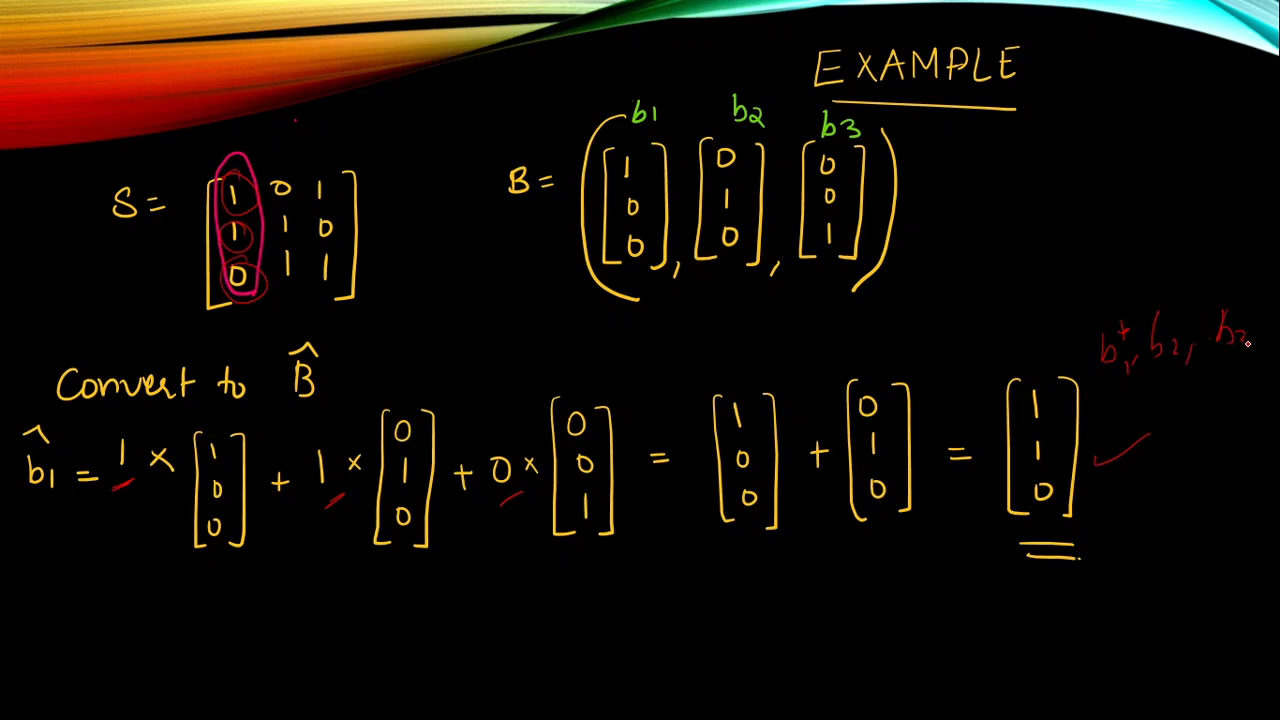 EXAMPLE
b1 b2 b3
S = [1 0 1; 1 1 0; 0 1 1]
B = ([1 0 0], [0 1 0], [0 0 1])
Convert to B̂
b̂1 = 1 × [1 0 0] + 1 × [0 1 0] + 0 × [0 0 1] = [1 0 0] + [0 1 0] = [1 1 0]